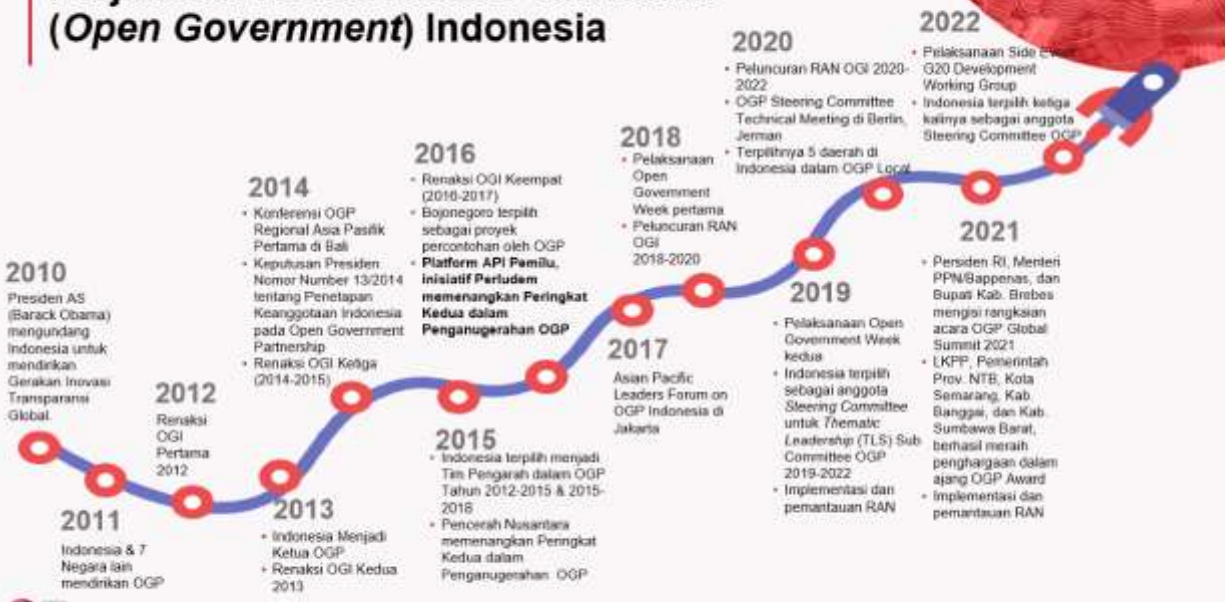 (Open Government) Indonesia
2010
Presiden AS
(Barack Obama)
mengundang
Indonesia untuk
mendirikan
Gerakan Inovasi
Transparansi
Global.
2011
Indonesia & 7
Negara lain
mendirikan OGP
2012
Renaksi
OGI
Pertama
2012
2013
• Indonesia Menjadi
Ketua OGP
• Renaksi OGI Kedua
2013
2014
• Konferensi OGP
Regional Asia Pasifik
Pertama di Bali
• Keputusan Presiden
Nomor Number 13/2014
tentang Penetapan
Keanggotaan Indonesia
pada Open Government
Partnership
• Renaksi OGI Ketiga
(2014-2015)
2015
• Indonesia terpilih menjadi
Tim Pengarah dalam OGP
Tahun 2012-2015 & 2015-
2018
• Pencerah Nusantara
memenangkan Peringkat
Kedua dalam
Penganugerahan OGP
2016
• Renaksi OGI Keempat
(2016-2017)
• Bojonegoro terpilih
sebagai proyek
percontohan oleh OGP
• Platform API Pemilu,
inisiatif Perludem
memenangkan Peringkat
Kedua dalam
Penganugerahan OGP
2017
Asian Pacific
Leaders Forum on
OGP Indonesia di
Jakarta
2018
• Pelaksanaan
Open
Government
Week pertama
• Peluncuran RAN
OGI
2018-2020
2019
• Pelaksanaan Open
Government Week
kedua
• Indonesia terpilih
sebagai anggota
Steering Committee
untuk Thematic
Leadership (TLS) Sub
Committee OGP
2019-2022
• Implementasi dan
pemantauan RAN
2020
• Peluncuran RAN OGI 2020-
2022
• OGP Steering Committee
Technical Meeting di Berlin,
Jerman
• Terpilihnya 5 daerah di
Indonesia dalam OGP Local
2021
• Persiden RI, Menteri
PPN/Bappenas, dan
Bupati Kab. Brebes
mengisi rangkaian
acara OGP Global
Summit 2021
• LKPP, Pemerintah
Prov. NTB, Kota
Semarang, Kab.
Banggai, dan Kab.
Sumbawa Barat,
berhasil meraih
penghargaan dalam
ajang OGP Award
• Implementasi dan
pemantauan RAN
2022
• Pelaksanaan Side Event
G20 Development
Working Group
• Indonesia terpilih ketiga
kalinya sebagai anggota
Steering Committee OGP